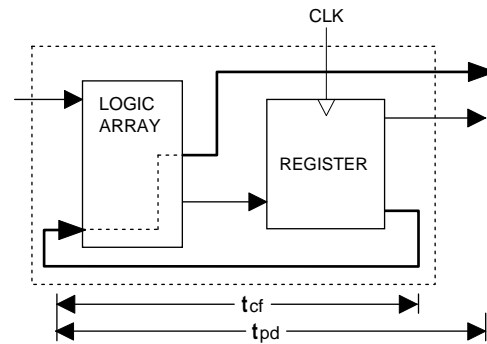 CLK
LOGIC
ARRAY
REGISTER
tcf
tpd